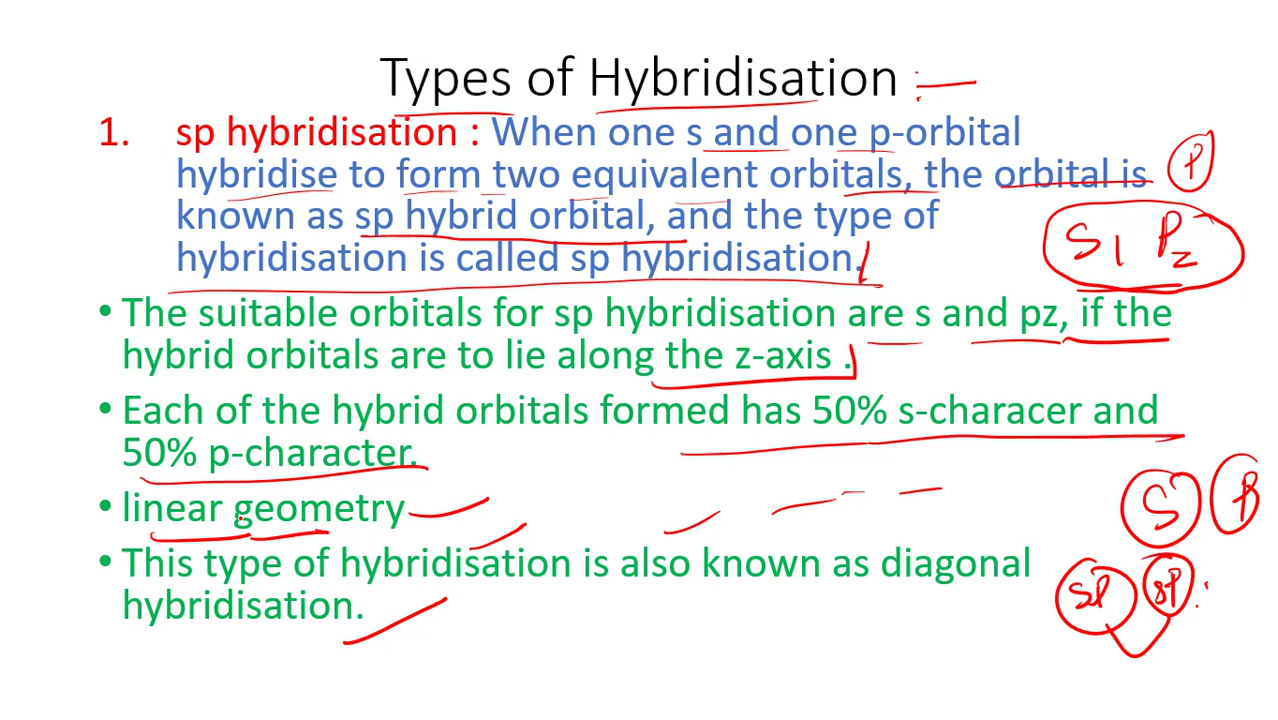 Types of Hybridisation :-
1. sp hybridisation : When one s and one p-orbital
hybridise to form two equivalent orbitals, the orbital is
known as sp hybrid orbital, and the type of
hybridisation is called sp hybridisation.
P
S, Pz
• The suitable orbitals for sp hybridisation are s and pz, if the
hybrid orbitals are to lie along the z-axis .
• Each of the hybrid orbitals formed has 50% s-characer and
50% p-character.
• linear geometry
S P
• This type of hybridisation is also known as diagonal
hybridisation.
sp sp